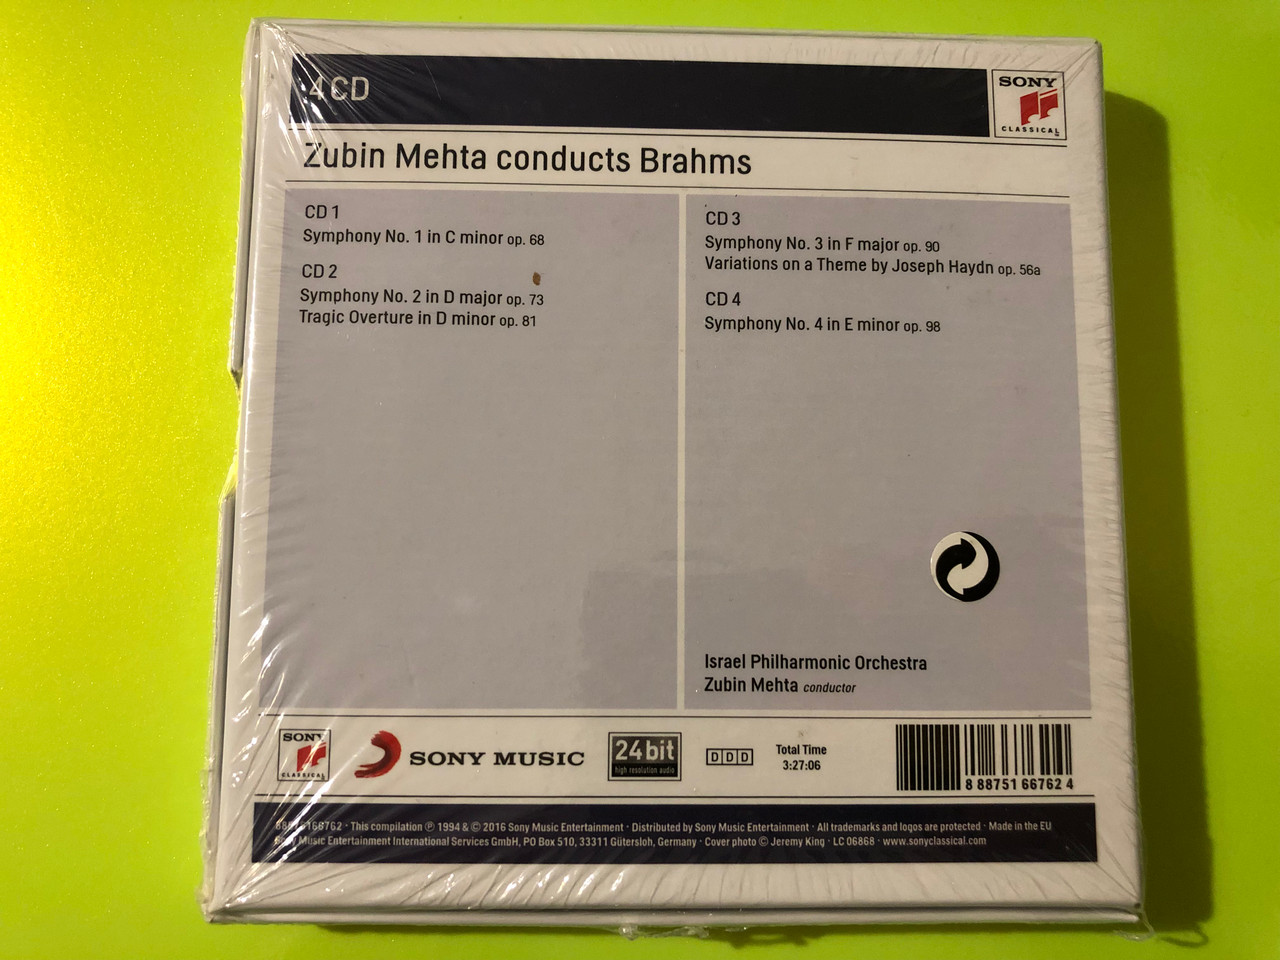 4 CD
SONY
CLASSICAL
Zubin Mehta conducts Brahms
CD 1
Symphony No. 1 in C minor op. 68
CD 2
Symphony No. 2 in D major op. 73
Tragic Overture in D minor op. 81
CD 3
Symphony No. 3 in F major op. 90
Variations on a Theme by Joseph Haydn op. 56a
CD 4
Symphony No. 4 in E minor op. 98
Israel Philharmonic Orchestra
Zubin Mehta conductor
SONY
CLASSICAL
SONY MUSIC
24 bit
high resolution audio
D D D
Total Time
3:27:06
8 88751 66762 4
88875166762 · This compilation ℗ 1994 & © 2016 Sony Music Entertainment · Distributed by Sony Music Entertainment · All trademarks and logos are protected · Made in the EU
Sony Music Entertainment International Services GmbH, PO Box 510, 33311 Gütersloh, Germany · Cover photo © Jeremy King · LC 06868 · www.sonyclassical.com